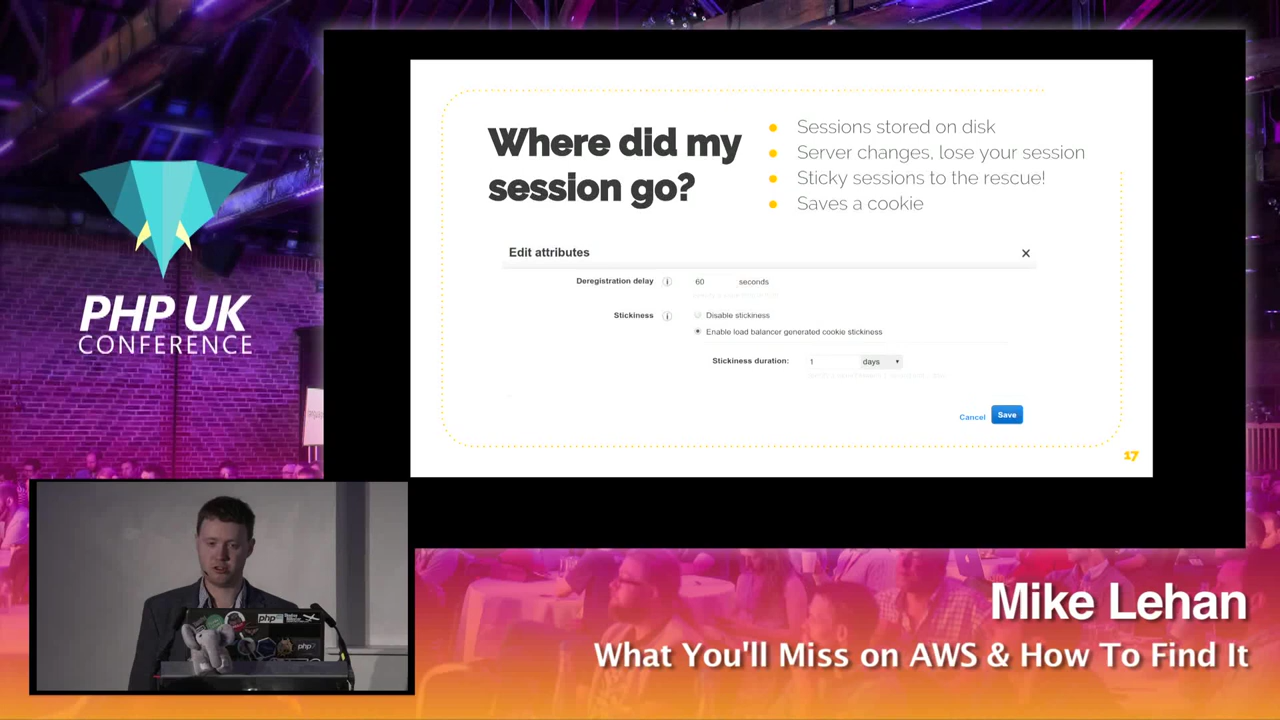 Where did my
session go?
Sessions stored on disk
Server changes, lose your session
Sticky sessions to the rescue!
Saves a cookie
Edit attributes
Deregistration delay
60
seconds
Stickiness
Disable stickiness
Enable load balancer generated cookie stickiness
Stickiness duration:
1
days
Cancel
Save
17
PHP UK
CONFERENCE
php
php
Mike Lehan
What You'll Miss on AWS & How To Find It